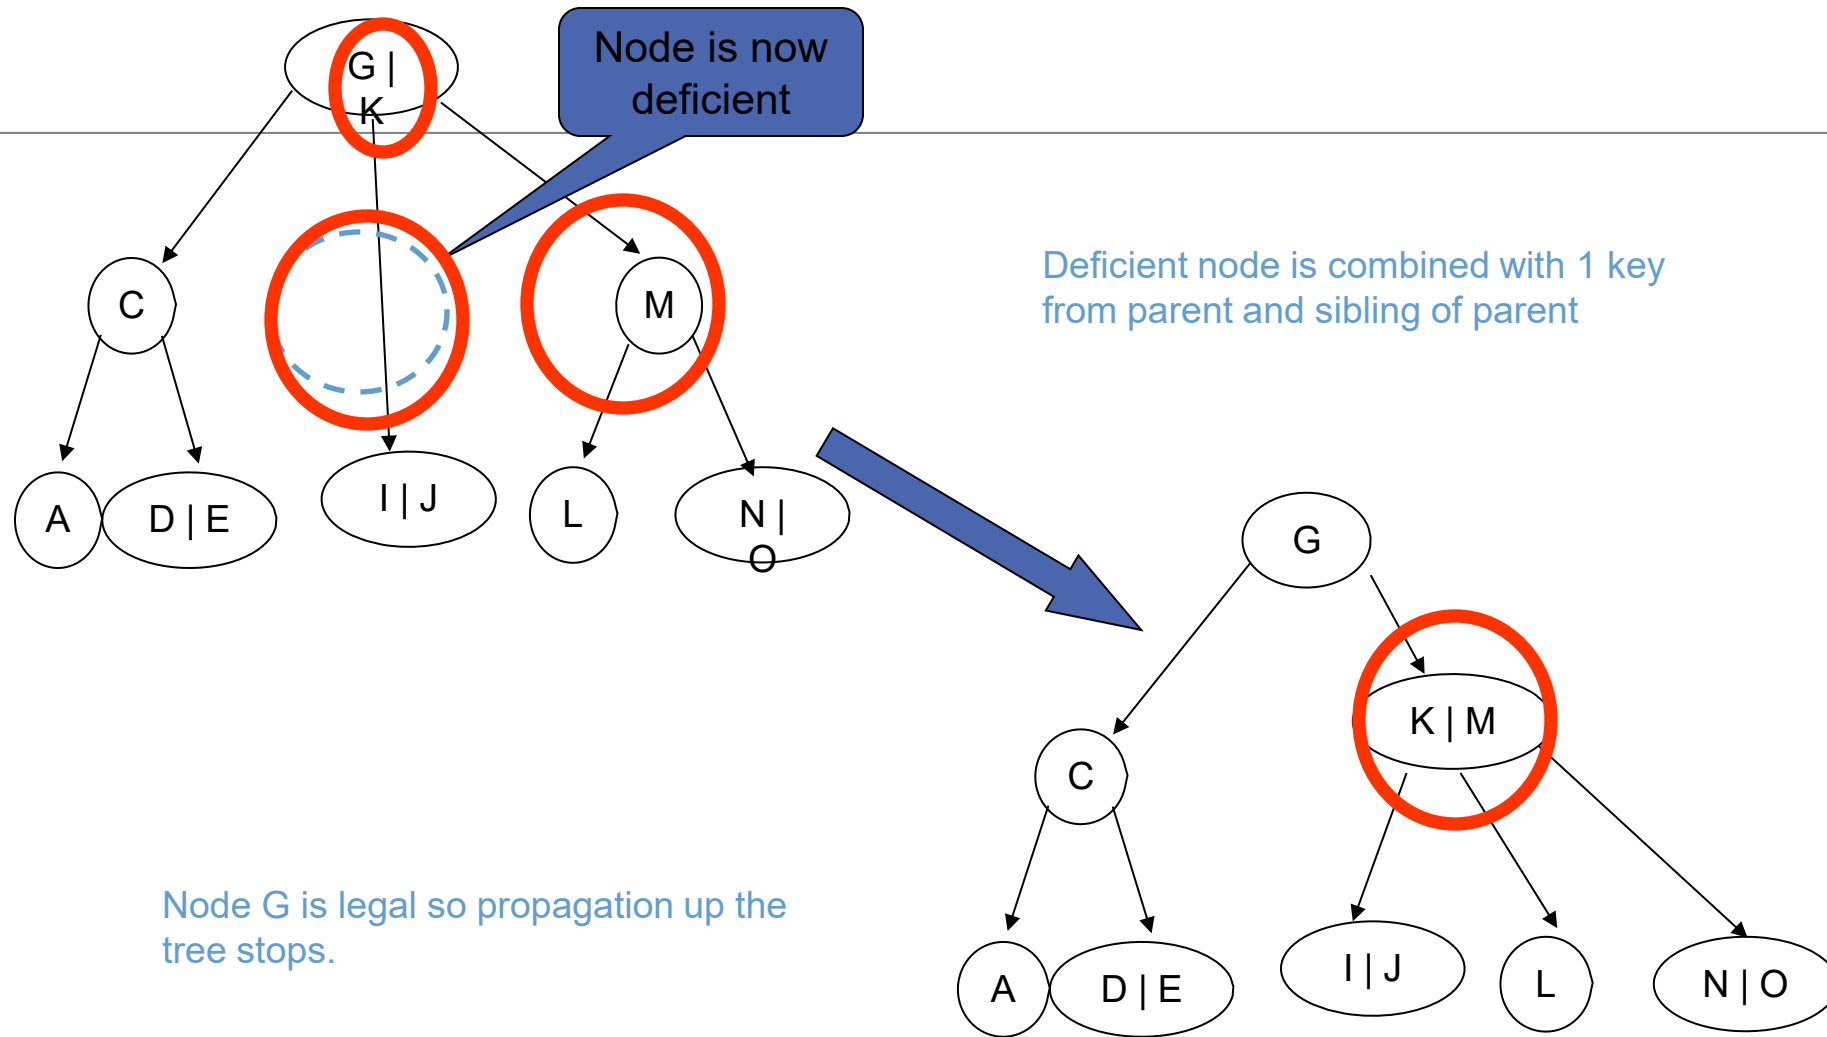 G |
K
Node is now
deficient
C
M
Deficient node is combined with 1 key
from parent and sibling of parent
A
D | E
I | J
L
N |
O
G
K | M
C
Node G is legal so propagation up the
tree stops.
A
D | E
I | J
L
N | O